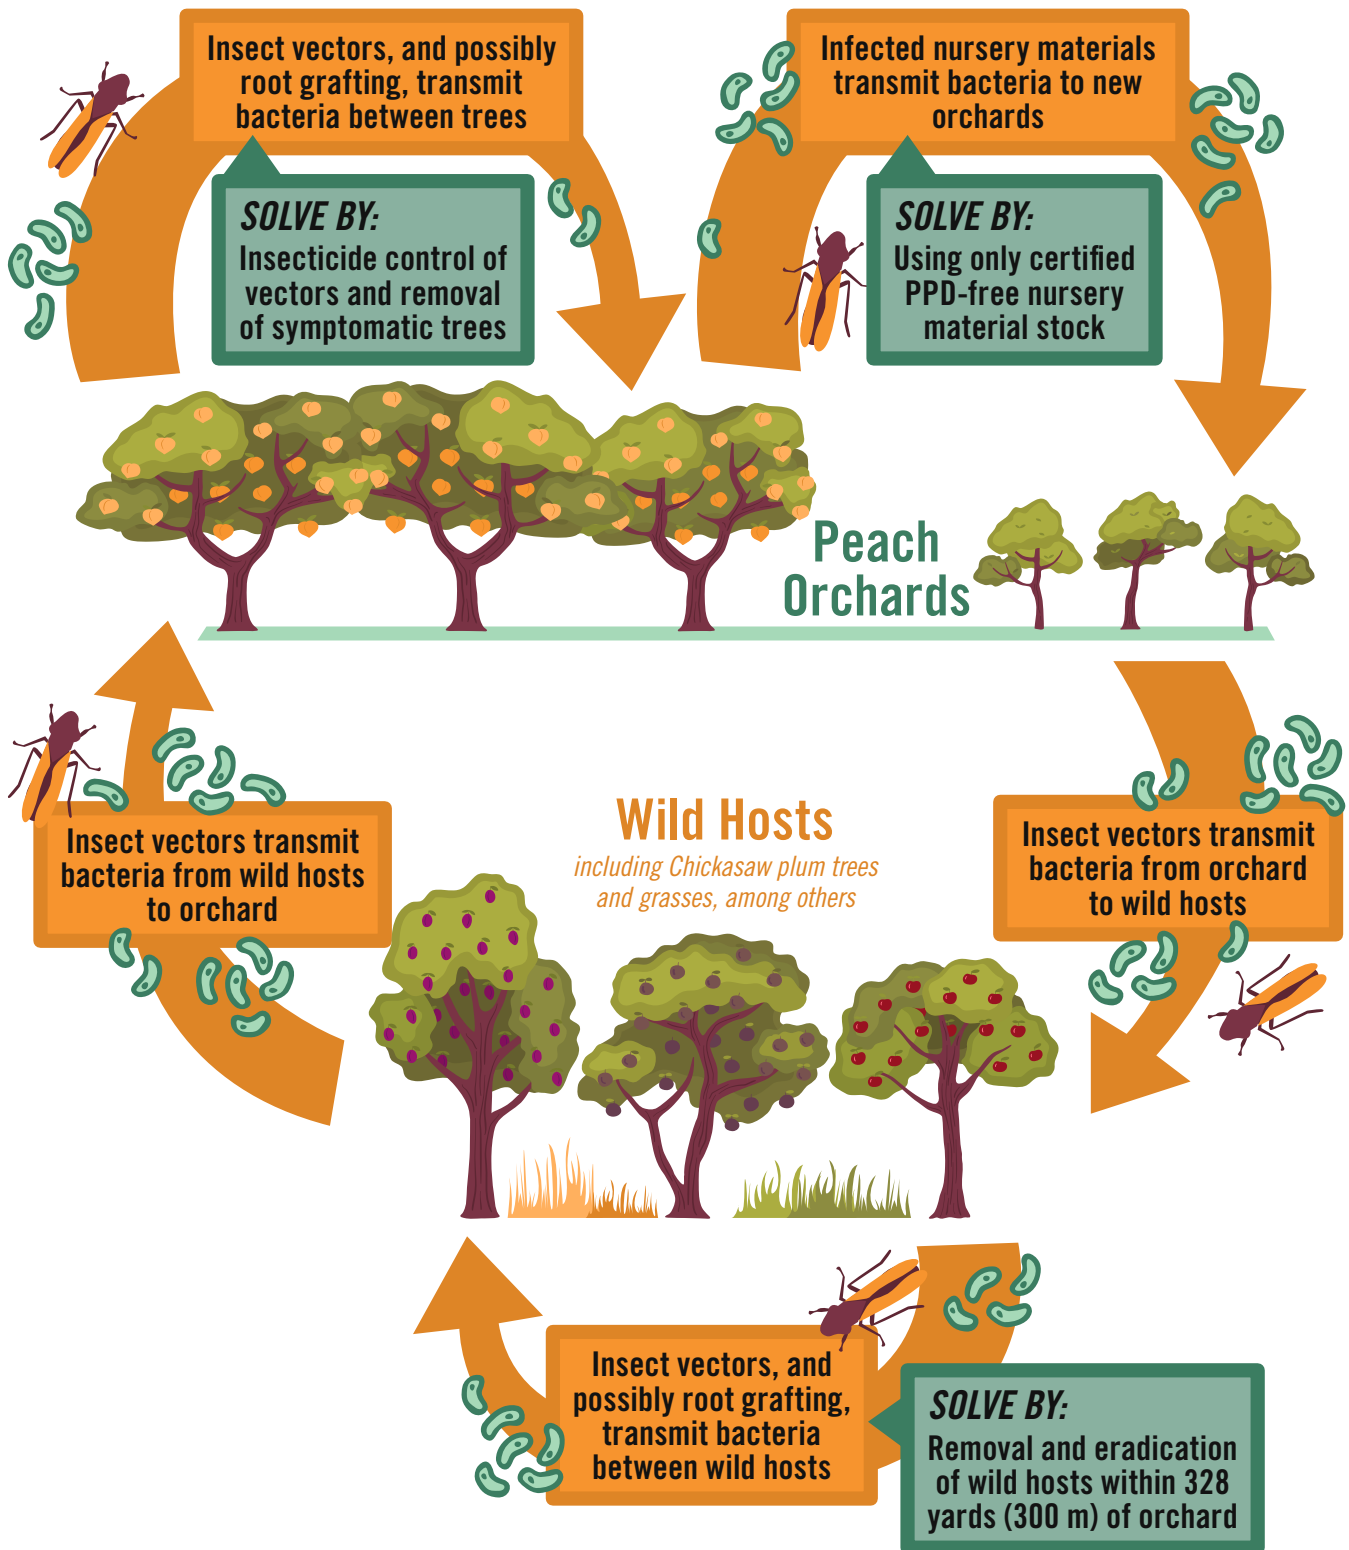 Insect vectors, and possibly
root grafting, transmit
bacteria between trees
SOLVE BY:
Insecticide control of
vectors and removal
of symptomatic trees
Infected nursery materials
transmit bacteria to new
orchards
SOLVE BY:
Using only certified
PPD-free nursery
material stock
Peach
Orchards
Insect vectors transmit
bacteria from wild hosts
to orchard
Wild Hosts
including Chickasaw plum trees
and grasses, among others
Insect vectors transmit
bacteria from orchard
to wild hosts
Insect vectors, and
possibly root grafting,
transmit bacteria
between wild hosts
SOLVE BY:
Removal and eradication
of wild hosts within 328
yards (300 m) of orchard